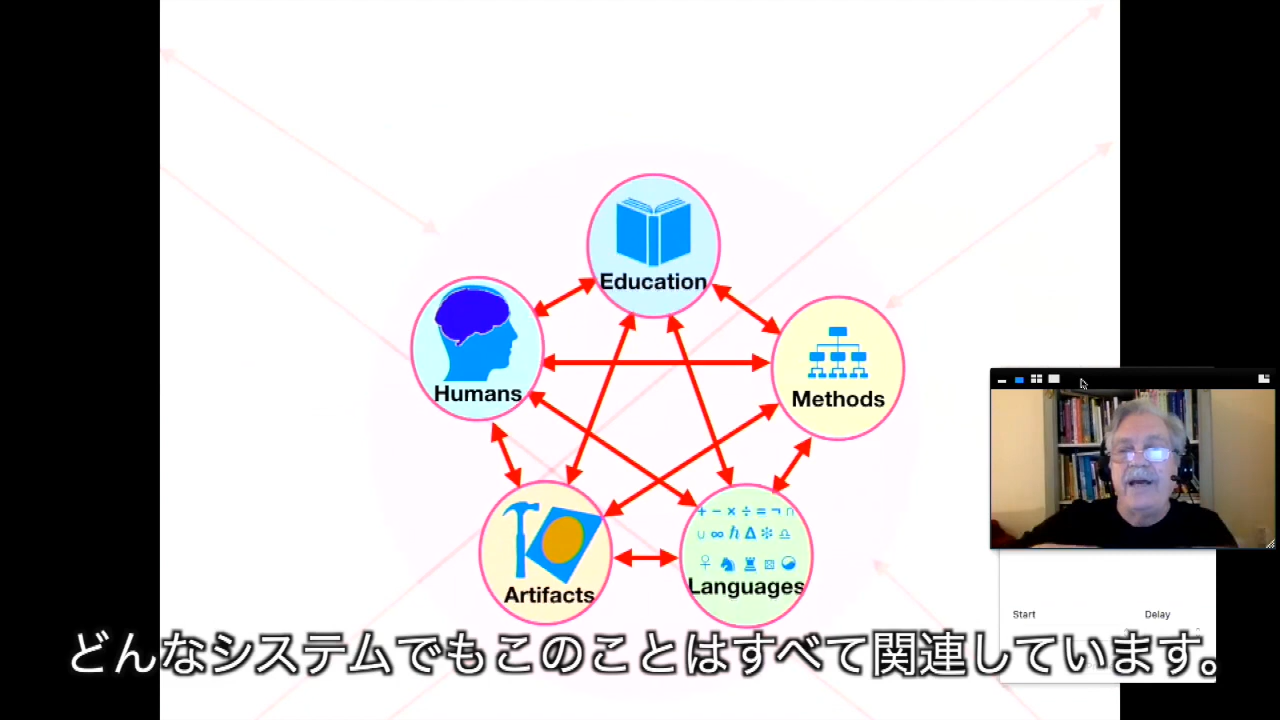 Education
Humans
Methods
Artifacts
+ − × ÷ = ¬
∪ ∞ ħ Δ ✻ ♎
Languages
Start
Delay
どんなシステムでもこのことはすべて関連しています。